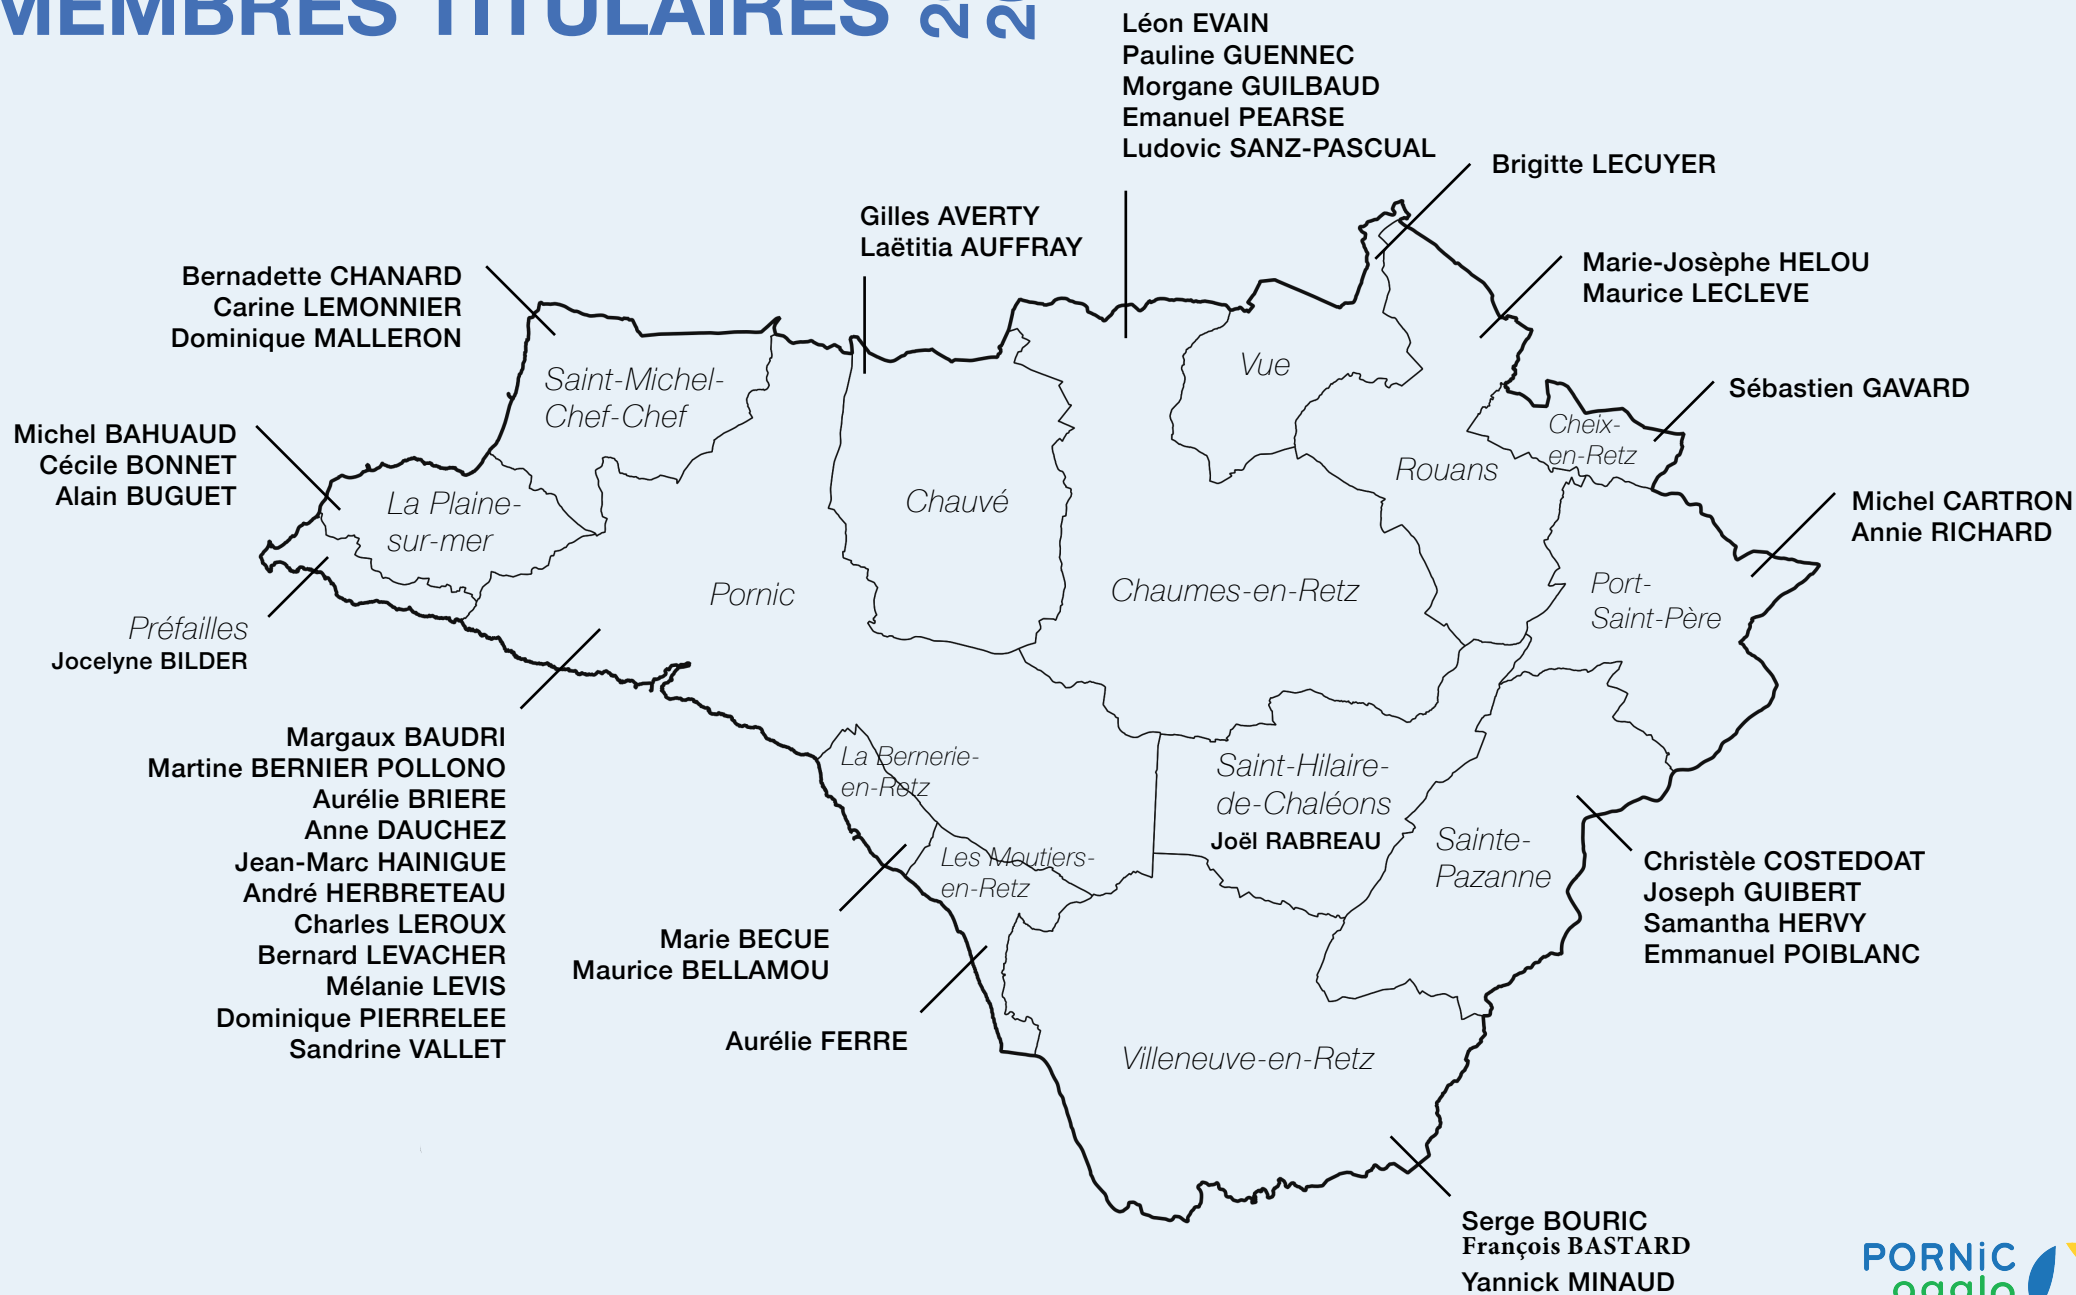 MEMBRES TITULAIRES
Léon EVAIN
Pauline GUENNEC
Morgane GUILBAUD
Emanuel PEARSE
Ludovic SANZ-PASCUAL
Brigitte LECUYER
Gilles AVERTY
Laëtitia AUFFRAY
Marie-Josèphe HELOU
Maurice LECLEVE
Bernadette CHANARD
Carine LEMONNIER
Dominique MALLERON
Sébastien GAVARD
Michel BAHUAUD
Cécile BONNET
Alain BUGUET
Michel CARTRON
Annie RICHARD
Saint-Michel-
Chef-Chef
Vue
Cheix-
en-Retz
Rouans
La Plaine-
sur-mer
Chauvé
Pornic
Chaumes-en-Retz
Port-
Saint-Père
Préfailles
Jocelyne BILDER
Margaux BAUDRI
Martine BERNIER POLLONO
Aurélie BRIERE
Anne DAUCHEZ
Jean-Marc HAINIGUE
André HERBRETEAU
Charles LEROUX
Bernard LEVACHER
Mélanie LEVIS
Dominique PIERRELEE
Sandrine VALLET
La Bernerie-
en-Retz
Saint-Hilaire-
de-Chaléons
Joël RABREAU
Sainte-
Pazanne
Les Moutiers-
en-Retz
Christèle COSTEDOAT
Joseph GUIBERT
Samantha HERVY
Emmanuel POIBLANC
Marie BECUE
Maurice BELLAMOU
Aurélie FERRE
Villeneuve-en-Retz
Serge BOURIC
François BASTARD
Yannick MINAUD
PORNiC
agglo